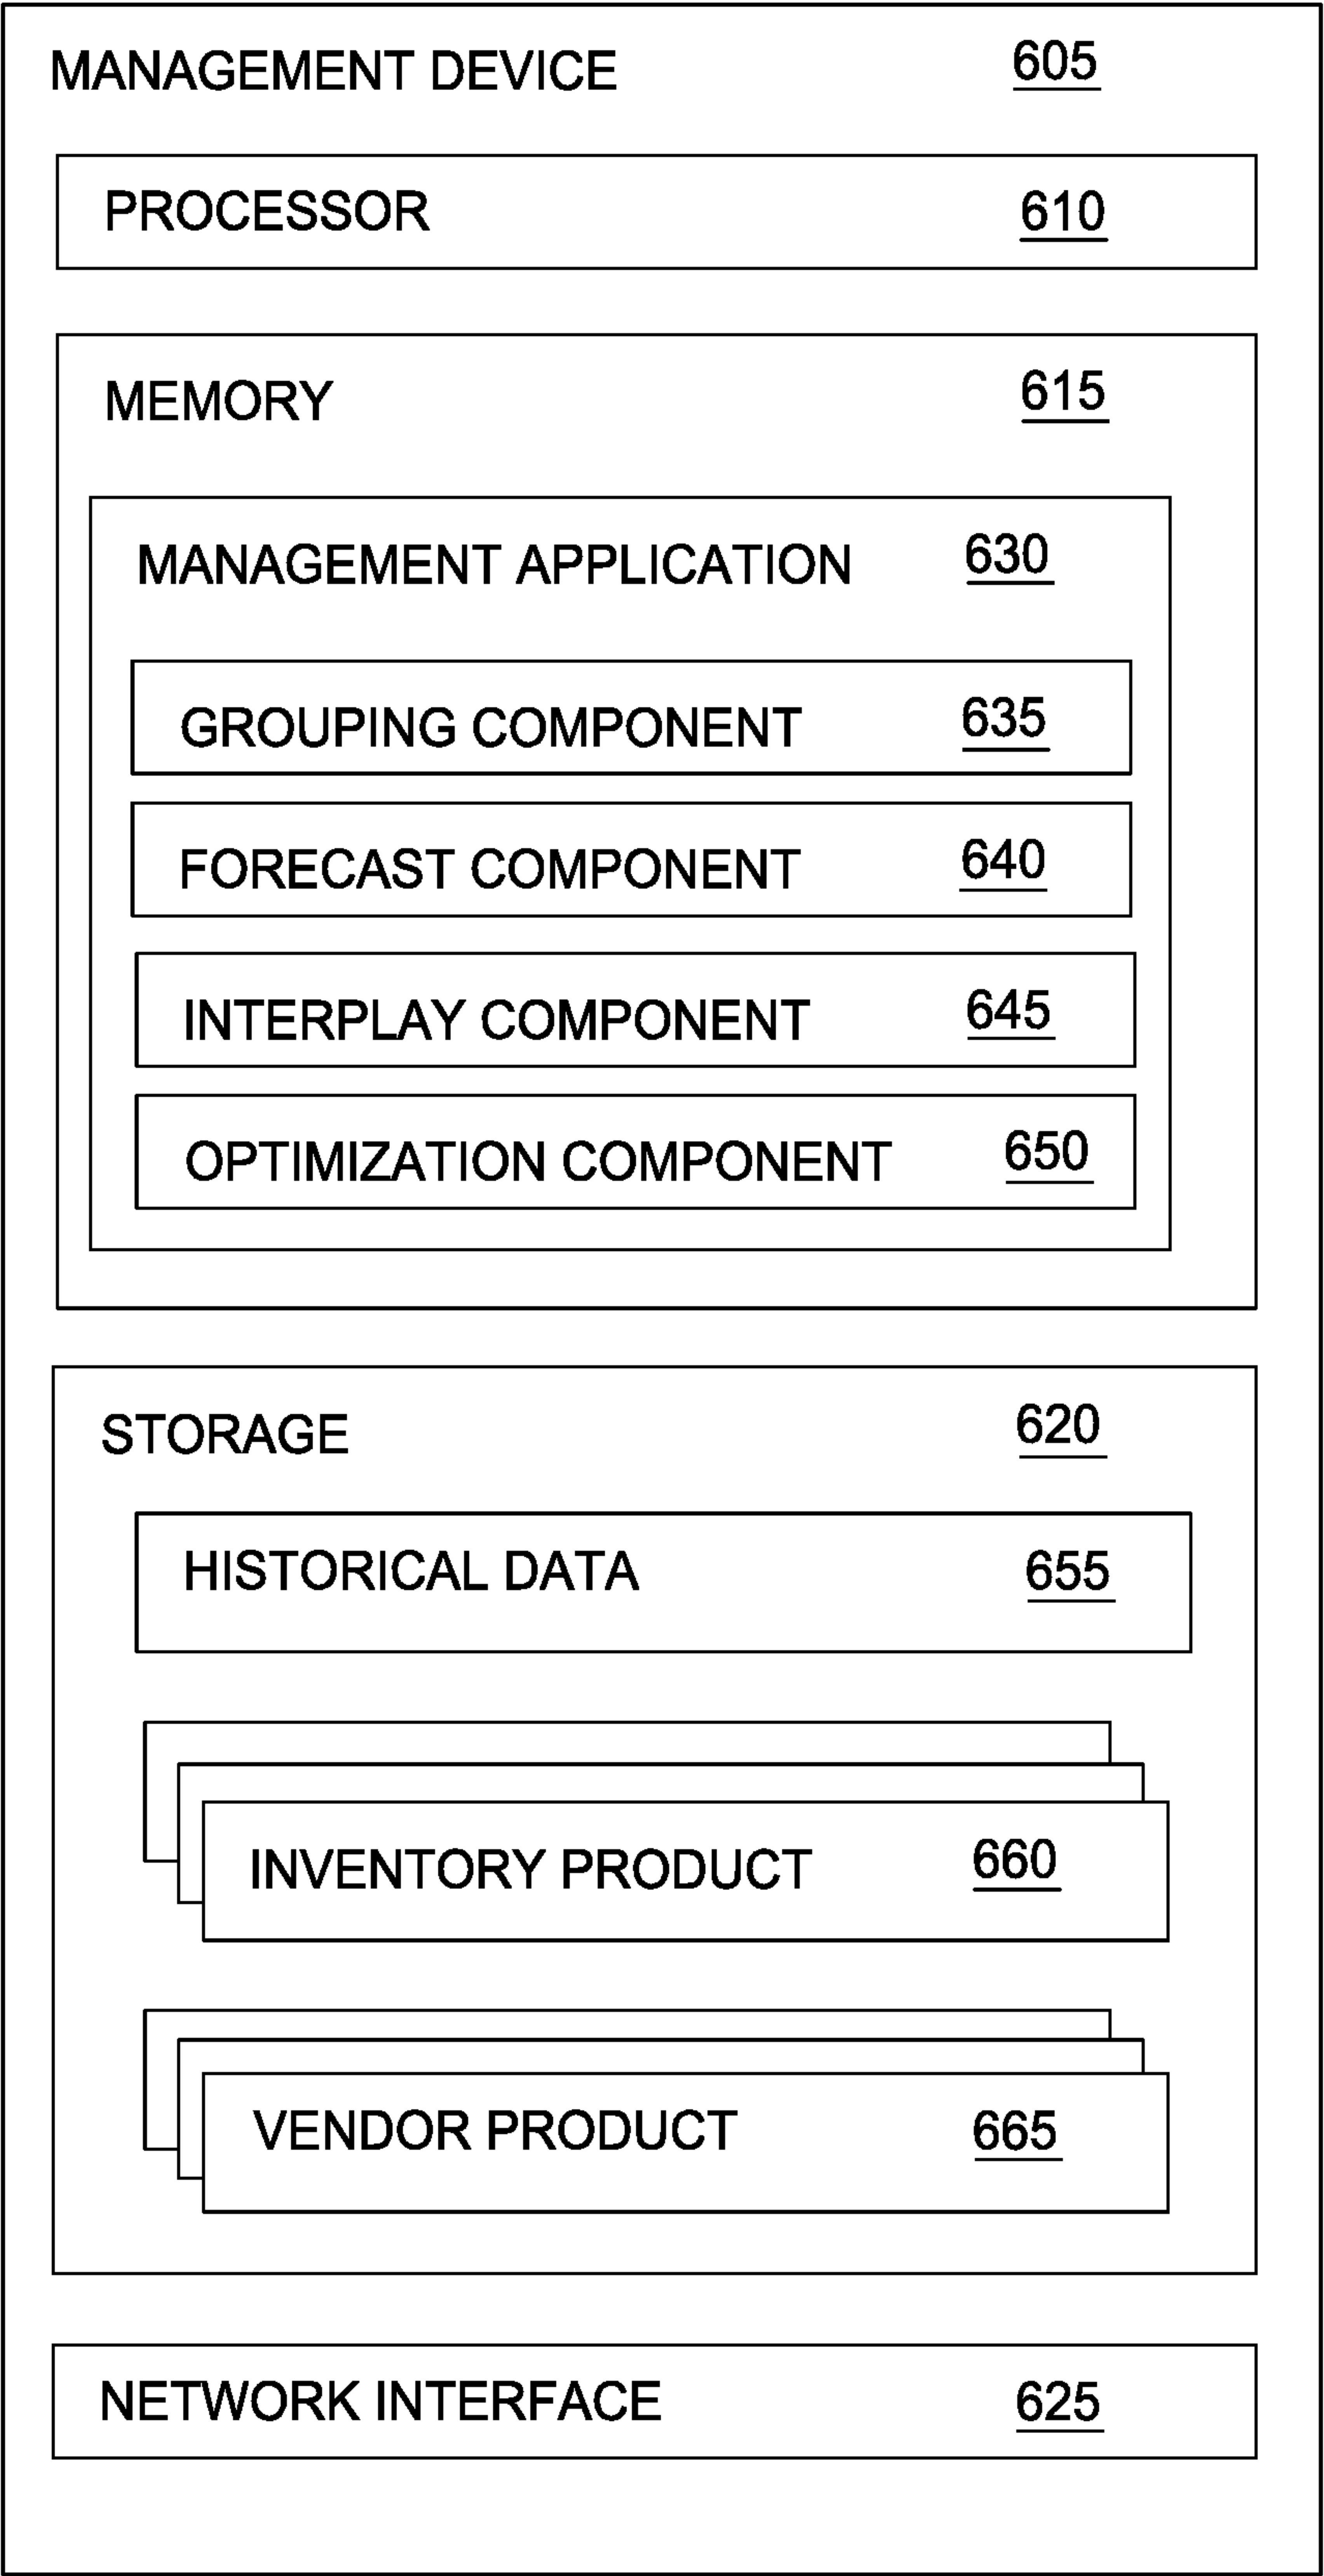 MANAGEMENT DEVICE 605
PROCESSOR 610
MEMORY 615
MANAGEMENT APPLICATION 630
GROUPING COMPONENT 635
FORECAST COMPONENT 640
INTERPLAY COMPONENT 645
OPTIMIZATION COMPONENT 650
STORAGE 620
HISTORICAL DATA 655
INVENTORY PRODUCT 660
VENDOR PRODUCT 665
NETWORK INTERFACE 625